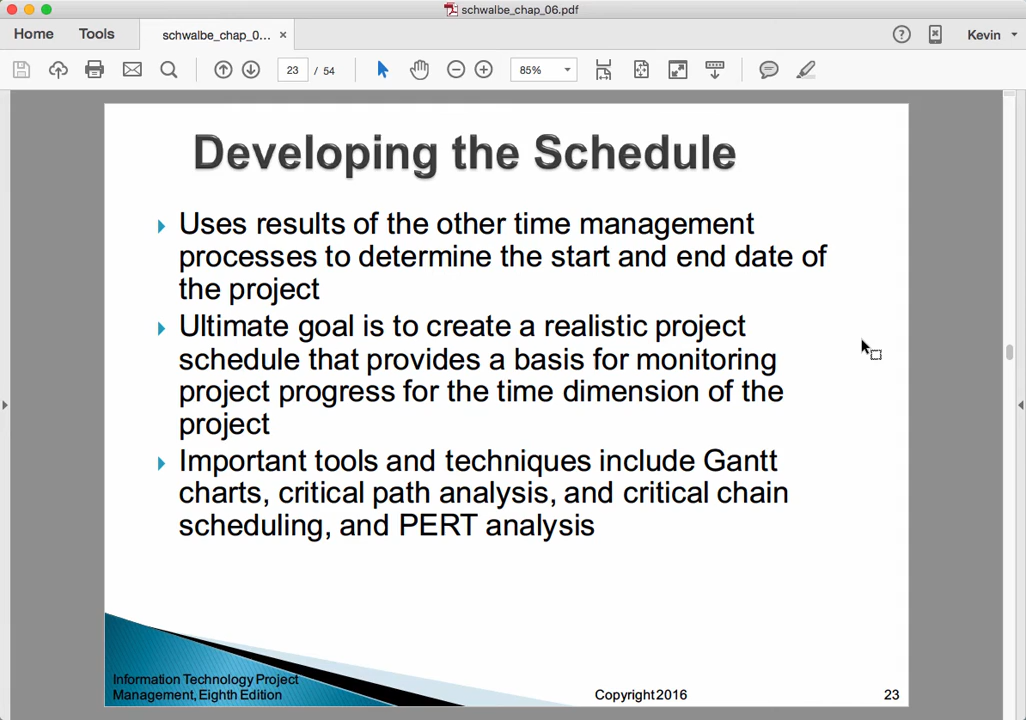 schwalbe_chap_06.pdf
Home Tools schwalbe_chap_0... × ? Kevin
23 / 54 85%
Developing the Schedule
Uses results of the other time management
processes to determine the start and end date of
the project
Ultimate goal is to create a realistic project
schedule that provides a basis for monitoring
project progress for the time dimension of the
project
Important tools and techniques include Gantt
charts, critical path analysis, and critical chain
scheduling, and PERT analysis
Information Technology Project
Management, Eighth Edition
Copyright 2016
23